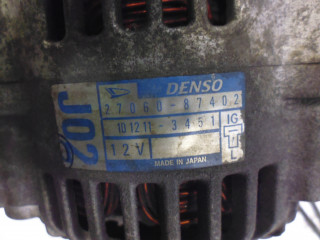 DENSO
27060-87402
101211-3451
IG
L
12V
MADE IN JAPAN
J02